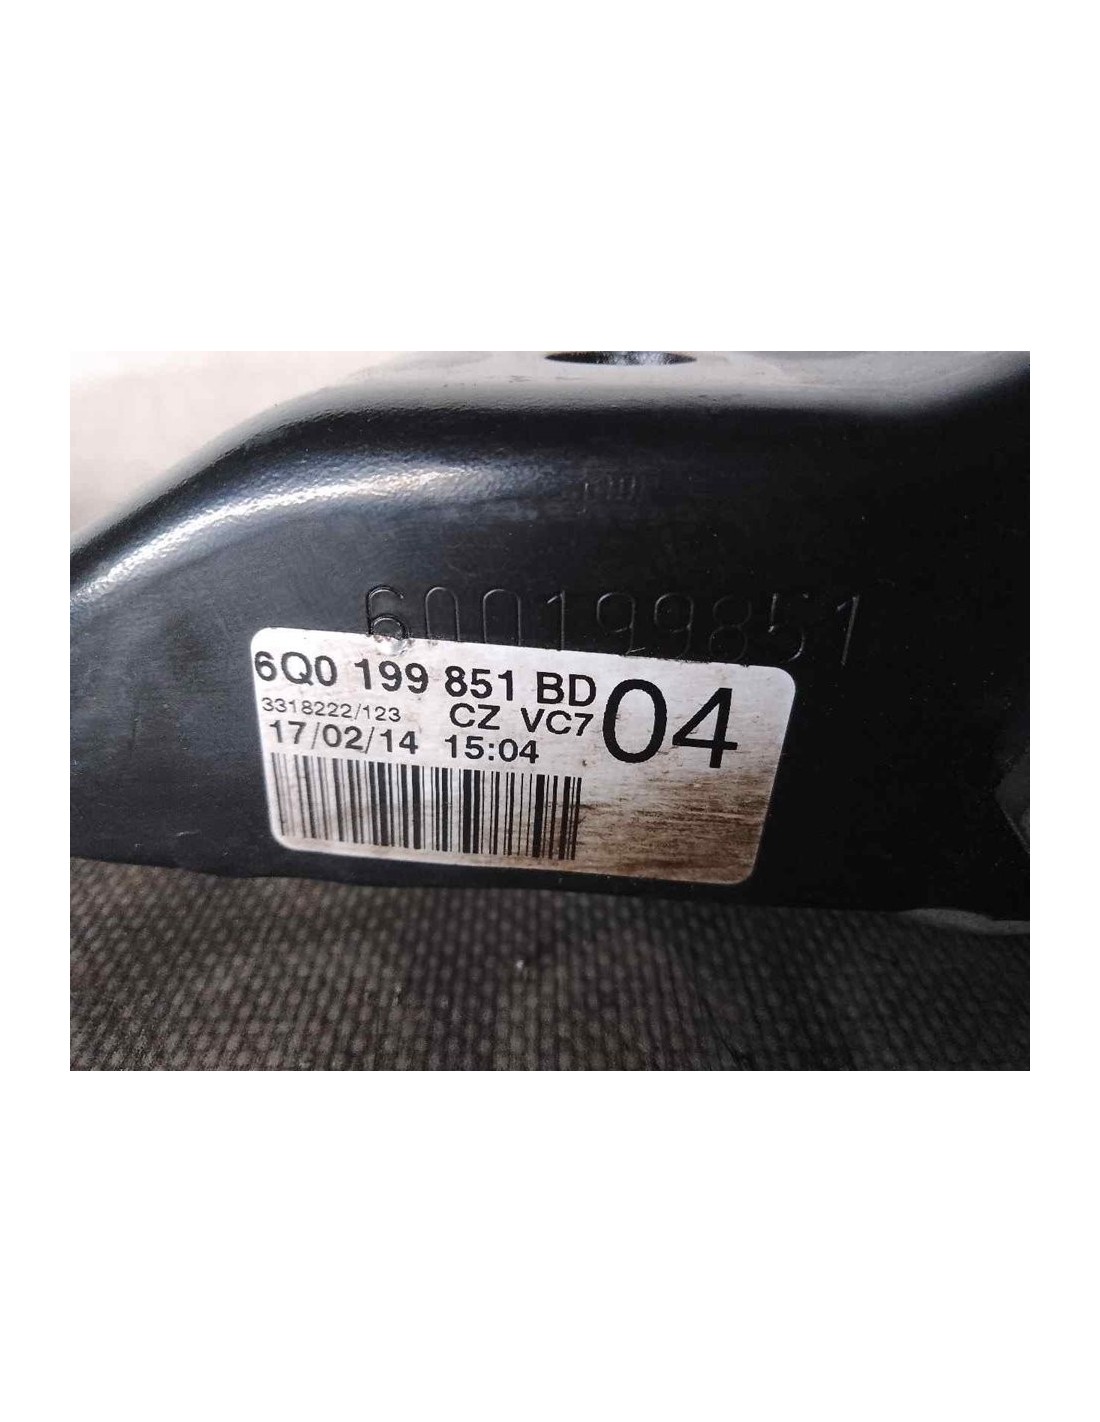 6Q0199851
6Q0 199 851 BD
04
3318222/123 CZ VC7
17/02/14 15:04